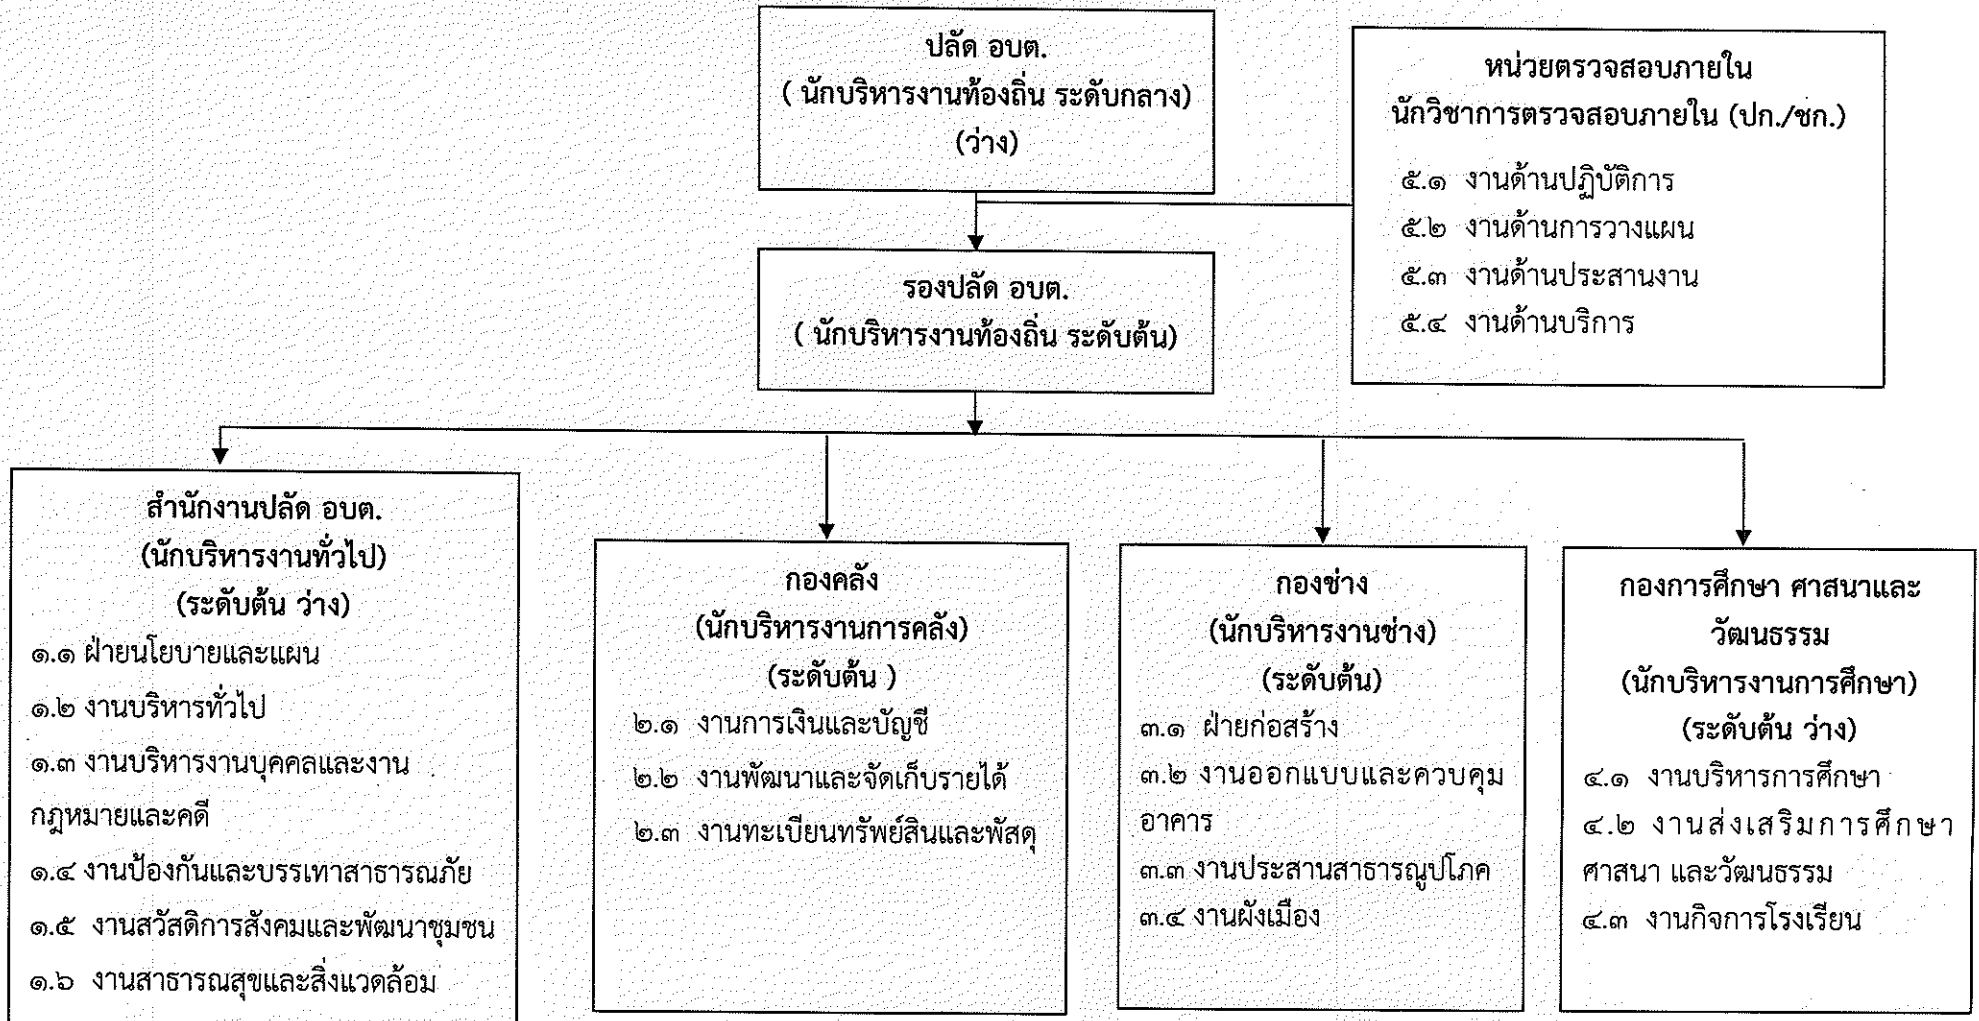 ปลัด อบต.
( นักบริหารงานท้องถิ่น ระดับกลาง)
(ว่าง)
หน่วยตรวจสอบภายใน
นักวิชาการตรวจสอบภายใน (ปก./ชก.)
๕.๑ งานด้านปฏิบัติการ
๕.๒ งานด้านการวางแผน
๕.๓ งานด้านประสานงาน
๕.๔ งานด้านบริการ
รองปลัด อบต.
( นักบริหารงานท้องถิ่น ระดับต้น)
สำนักงานปลัด อบต.
(นักบริหารงานทั่วไป)
(ระดับต้น ว่าง)
๑.๑ ฝ่ายนโยบายและแผน
๑.๒ งานบริหารทั่วไป
๑.๓ งานบริหารงานบุคคลและงาน
กฎหมายและคดี
๑.๔ งานป้องกันและบรรเทาสาธารณภัย
๑.๕ งานสวัสดิการสังคมและพัฒนาชุมชน
๑.๖ งานสาธารณสุขและสิ่งแวดล้อม
กองคลัง
(นักบริหารงานการคลัง)
(ระดับต้น )
๒.๑ งานการเงินและบัญชี
๒.๒ งานพัฒนาและจัดเก็บรายได้
๒.๓ งานทะเบียนทรัพย์สินและพัสดุ
กองช่าง
(นักบริหารงานช่าง)
(ระดับต้น)
๓.๑ ฝ่ายก่อสร้าง
๓.๒ งานออกแบบและควบคุม
อาคาร
๓.๓ งานประสานสาธารณูปโภค
๓.๔ งานผังเมือง
กองการศึกษา ศาสนาและ
วัฒนธรรม
(นักบริหารงานการศึกษา)
(ระดับต้น ว่าง)
๔.๑ งานบริหารการศึกษา
๔.๒ งานส่งเสริมการศึกษา
ศาสนา และวัฒนธรรม
๔.๓ งานกิจการโรงเรียน